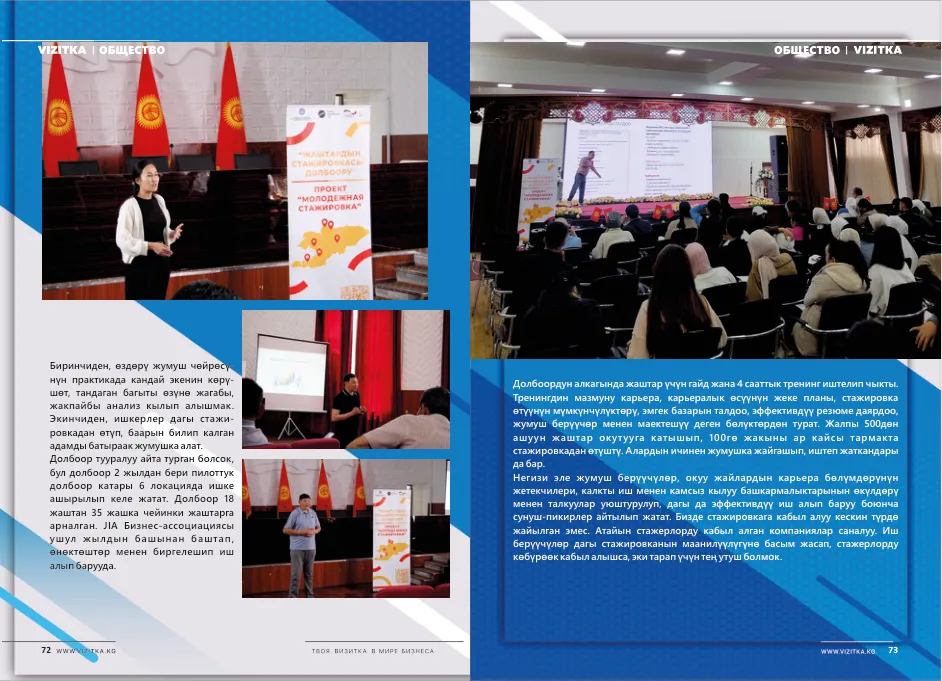 VIZITKA | ОБЩЕСТВО
"ЖАШТАРДЫН
СТАЖИРОВКАСЫ"
ДОЛБООРУ
ПРОЕКТ
"МОЛОДЕЖНАЯ
СТАЖИРОВКА"
Биринчиден, өздөрү жумуш чөйрөсү-
нүн практикада кандай экенин көрү-
шөт, тандаган багыты өзүнө жагабы,
жакпайбы анализ кылып алышмак.
Экинчиден, ишкерлер дагы стажи-
ровкадан өтүп, баарын билип калган
адамды батыраак жумушка алат.
Долбоор тууралуу айта турган болсок,
бул долбоор 2 жылдан бери пилоттук
долбоор катары 6 локацияда ишке
ашырылып келе жатат. Долбоор 18
жаштан 35 жашка чейинки жаштарга
арналган. JIA Бизнес-ассоциациясы
ушул жылдын башынан баштап,
өнөктөштөр менен биргелешип иш
алып барууда.
72 WWW.VIZITKA.KG
ТВОЯ ВИЗИТКА В МИРЕ БИЗНЕСА
ОБЩЕСТВО | VIZITKA
Долбоордун алкагында жаштар үчүн гайд жана 4 сааттык тренинг иштелип чыкты.
Тренингдин мазмуну карьера, карьералык өсүүнүн жеке планы, стажировка
өтүүнүн мүмкүнчүлүктөрү, эмгек базарын талдоо, эффективдүү резюме даярдоо,
жумуш берүүчөр менен маектешүү деген бөлүктөрдөн турат. Жалпы 500дөн
ашуун жаштар окутууга катышып, 100гө жакыны ар кайсы тармакта
стажировкадан өтүштү. Алардын ичинен жумушка жайгашып, иштеп жаткандары
да бар.
Негизи эле жумуш берүүчүлөр, окуу жайлардын карьера бөлүмдөрүнүн
жетекчилери, калкты иш менен камсыз кылуу башкармалыктарынын өкүлдөрү
менен талкуулар уюштурулуп, дагы да эффективдүү иш алып баруу боюнча
сунуш-пикирлер айтылып жатат. Бизде стажировкага кабыл алуу кескин түрдө
жайылган эмес. Атайын стажерлорду кабыл алган компаниялар саналуу. Иш
берүүчүлөр дагы стажировканын маанилүүлүгүнө басым жасап, стажерлорду
көбүрөөк кабыл алышса, эки тарап үчүн тең утуш болмок.
WWW.VIZITKA.KG 73